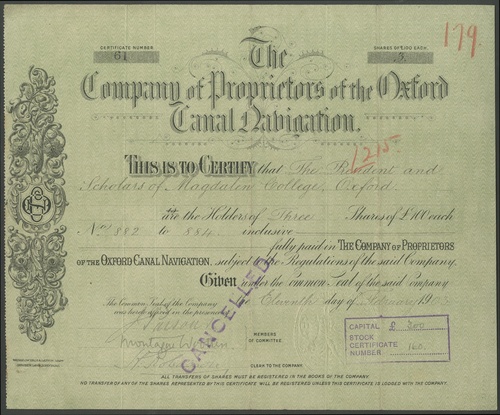 CERTIFICATE NUMBER
61
SHARES OF £100 EACH.
3
179.
The
Company of Proprietors of the Oxford
Canal Navigation.
1215
THIS IS TO CERTIFY that The President and
Scholars of Magdalen College, Oxford
are the Holders of Three Shares of £100 each
Nos 882 to 884 inclusive
fully paid in THE COMPANY OF PROPRIETORS
OF THE OXFORD CANAL NAVIGATION, subject to the Regulations of the said Company.
Given under the Common Seal of the said Company
The Common Seal of the Company Eleventh day of February 19
was hereto affixed in the presence
CANCELLED
MEMBERS OF
COMMITTEE
CLERK TO THE COMPANY
CAPITAL £ 300
STOCK
CERTIFICATE
NUMBER 160
ALL TRANSFERS OF SHARES MUST BE REGISTERED IN THE BOOKS OF THE COMPANY.
NO TRANSFER OF ANY OF THE SHARES REPRESENTED BY THIS CERTIFICATE WILL BE REGISTERED UNLESS THIS CERTIFICATE IS LODGED WITH THE COMPANY.